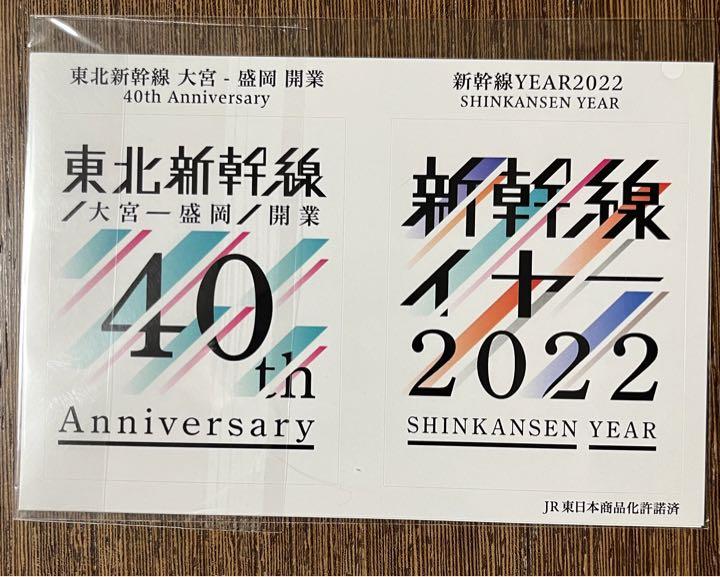 東北新幹線 大宮 - 盛岡 開業
40th Anniversary
東北新幹線
/大宮ー盛岡/開業
40th
Anniversary
新幹線YEAR2022
SHINKANSEN YEAR
新幹線
イヤー
2022
SHINKANSEN YEAR
JR東日本商品化許諾済